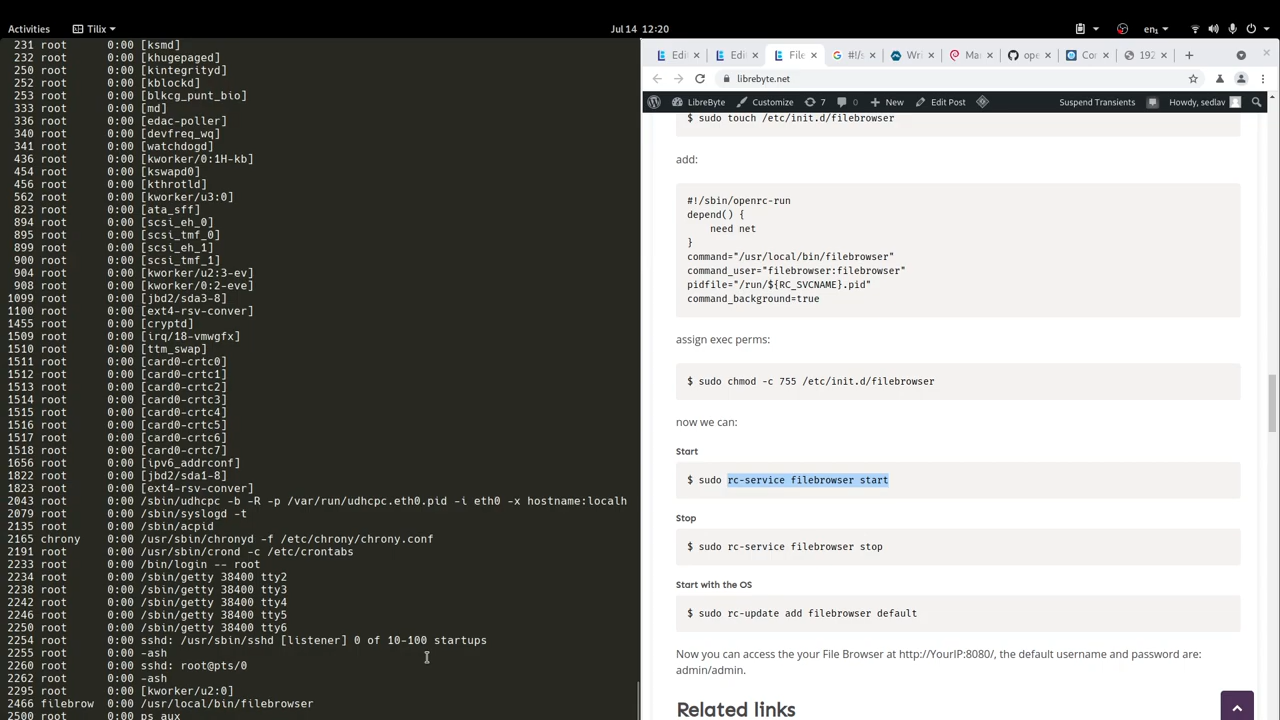 Activities
Tilix
Jul 14 12:20
en₁
231 root 0:00 [ksmd]
232 root 0:00 [khugepaged]
250 root 0:00 [kintegrityd]
252 root 0:00 [kblockd]
253 root 0:00 [blkcg_punt_bio]
333 root 0:00 [md]
336 root 0:00 [edac-poller]
340 root 0:00 [devfreq_wq]
341 root 0:00 [watchdogd]
436 root 0:00 [kworker/0:1H-kb]
454 root 0:00 [kswapd0]
456 root 0:00 [kthrotld]
562 root 0:00 [kworker/u3:0]
823 root 0:00 [ata_sff]
894 root 0:00 [scsi_eh_0]
895 root 0:00 [scsi_tmf_0]
899 root 0:00 [scsi_eh_1]
900 root 0:00 [scsi_tmf_1]
904 root 0:00 [kworker/u2:3-ev]
908 root 0:00 [kworker/0:2-eve]
1099 root 0:00 [jbd2/sda3-8]
1100 root 0:00 [ext4-rsv-conver]
1455 root 0:00 [cryptd]
1509 root 0:00 [irq/18-vmwgfx]
1510 root 0:00 [ttm_swap]
1511 root 0:00 [card0-crtc0]
1512 root 0:00 [card0-crtc1]
1513 root 0:00 [card0-crtc2]
1514 root 0:00 [card0-crtc3]
1515 root 0:00 [card0-crtc4]
1516 root 0:00 [card0-crtc5]
1517 root 0:00 [card0-crtc6]
1518 root 0:00 [card0-crtc7]
1656 root 0:00 [ipv6_addrconf]
1822 root 0:00 [jbd2/sda1-8]
1823 root 0:00 [ext4-rsv-conver]
2043 root 0:00 /sbin/udhcpc -b -R -p /var/run/udhcpc.eth0.pid -i eth0 -x hostname:localh
2079 root 0:00 /sbin/syslogd -t
2135 root 0:00 /sbin/acpid
2165 chrony 0:00 /usr/sbin/chronyd -f /etc/chrony/chrony.conf
2191 root 0:00 /usr/sbin/crond -c /etc/crontabs
2233 root 0:00 /bin/login -- root
2234 root 0:00 /sbin/getty 38400 tty2
2238 root 0:00 /sbin/getty 38400 tty3
2242 root 0:00 /sbin/getty 38400 tty4
2246 root 0:00 /sbin/getty 38400 tty5
2250 root 0:00 /sbin/getty 38400 tty6
2254 root 0:00 sshd: /usr/sbin/sshd [listener] 0 of 10-100 startups
2255 root 0:00 -ash
2260 root 0:00 sshd: root@pts/0
2262 root 0:00 -ash
2295 root 0:00 [kworker/u2:0]
2466 filebrow 0:00 /usr/local/bin/filebrowser
2500 root 0:00 ps aux
Edi
Edi
File
#!/s
Wri
Ma
ope
Cor
192
librebyte.net
LibreByte
Customize
7
0
New
Edit Post
Suspend Transients
Howdy, sedlav
$ sudo touch /etc/init.d/filebrowser
add:
#!/sbin/openrc-run
depend() {
need net
}
command="/usr/local/bin/filebrowser"
command_user="filebrowser:filebrowser"
pidfile="/run/${RC_SVCNAME}.pid"
command_background=true
assign exec perms:
$ sudo chmod -c 755 /etc/init.d/filebrowser
now we can:
Start
$ sudo rc-service filebrowser start
Stop
$ sudo rc-service filebrowser stop
Start with the OS
$ sudo rc-update add filebrowser default
Now you can access the your File Browser at http://YourIP:8080/, the default username and password are:
admin/admin.
Related links